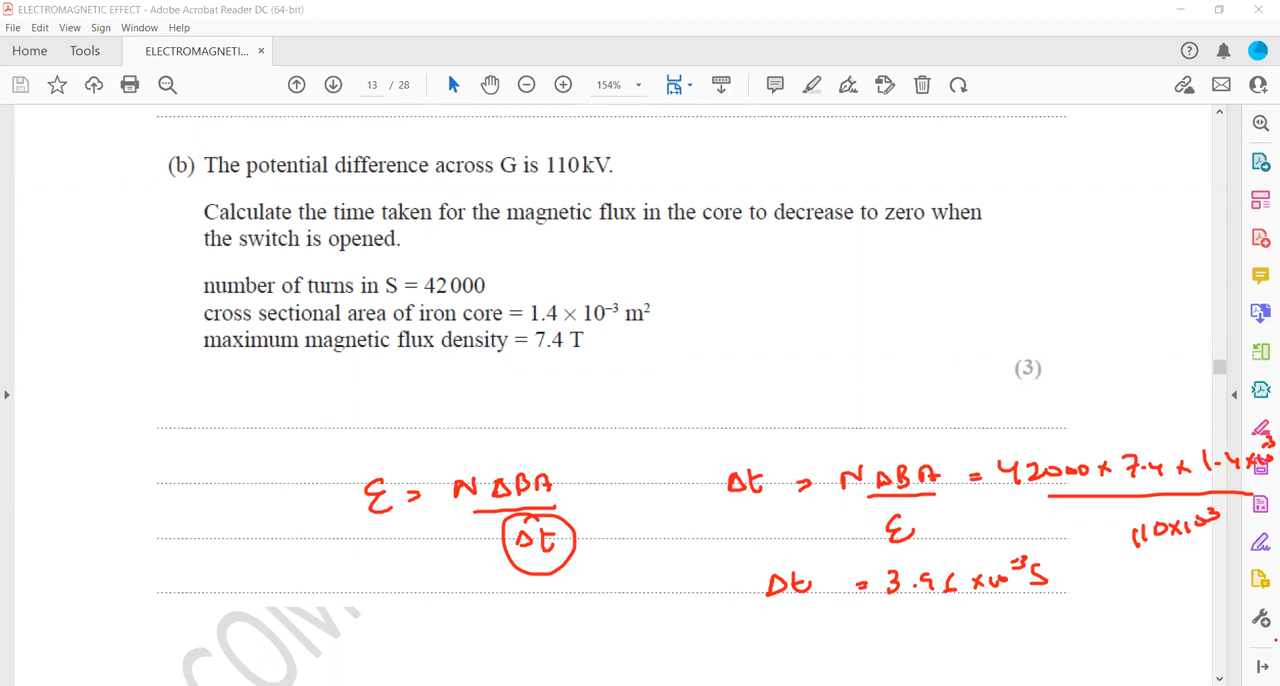 ELECTROMAGNETIC EFFECT - Adobe Acrobat Reader DC (64-bit)
File Edit View Sign Window Help
Home Tools ELECTROMAGNETI... ×
13 / 28 154%
(b) The potential difference across G is 110 kV.
Calculate the time taken for the magnetic flux in the core to decrease to zero when
the switch is opened.
number of turns in S = 42 000
cross sectional area of iron core = 1.4 × 10⁻³ m²
maximum magnetic flux density = 7.4 T
(3)
Ɛ = NΔBA / Δt
Δt = NΔBA / Ɛ = 42000 × 7.4 × 1.4 × 10⁻³ / 110×10³
Δt = 3.96 × 10⁻³ S
COM